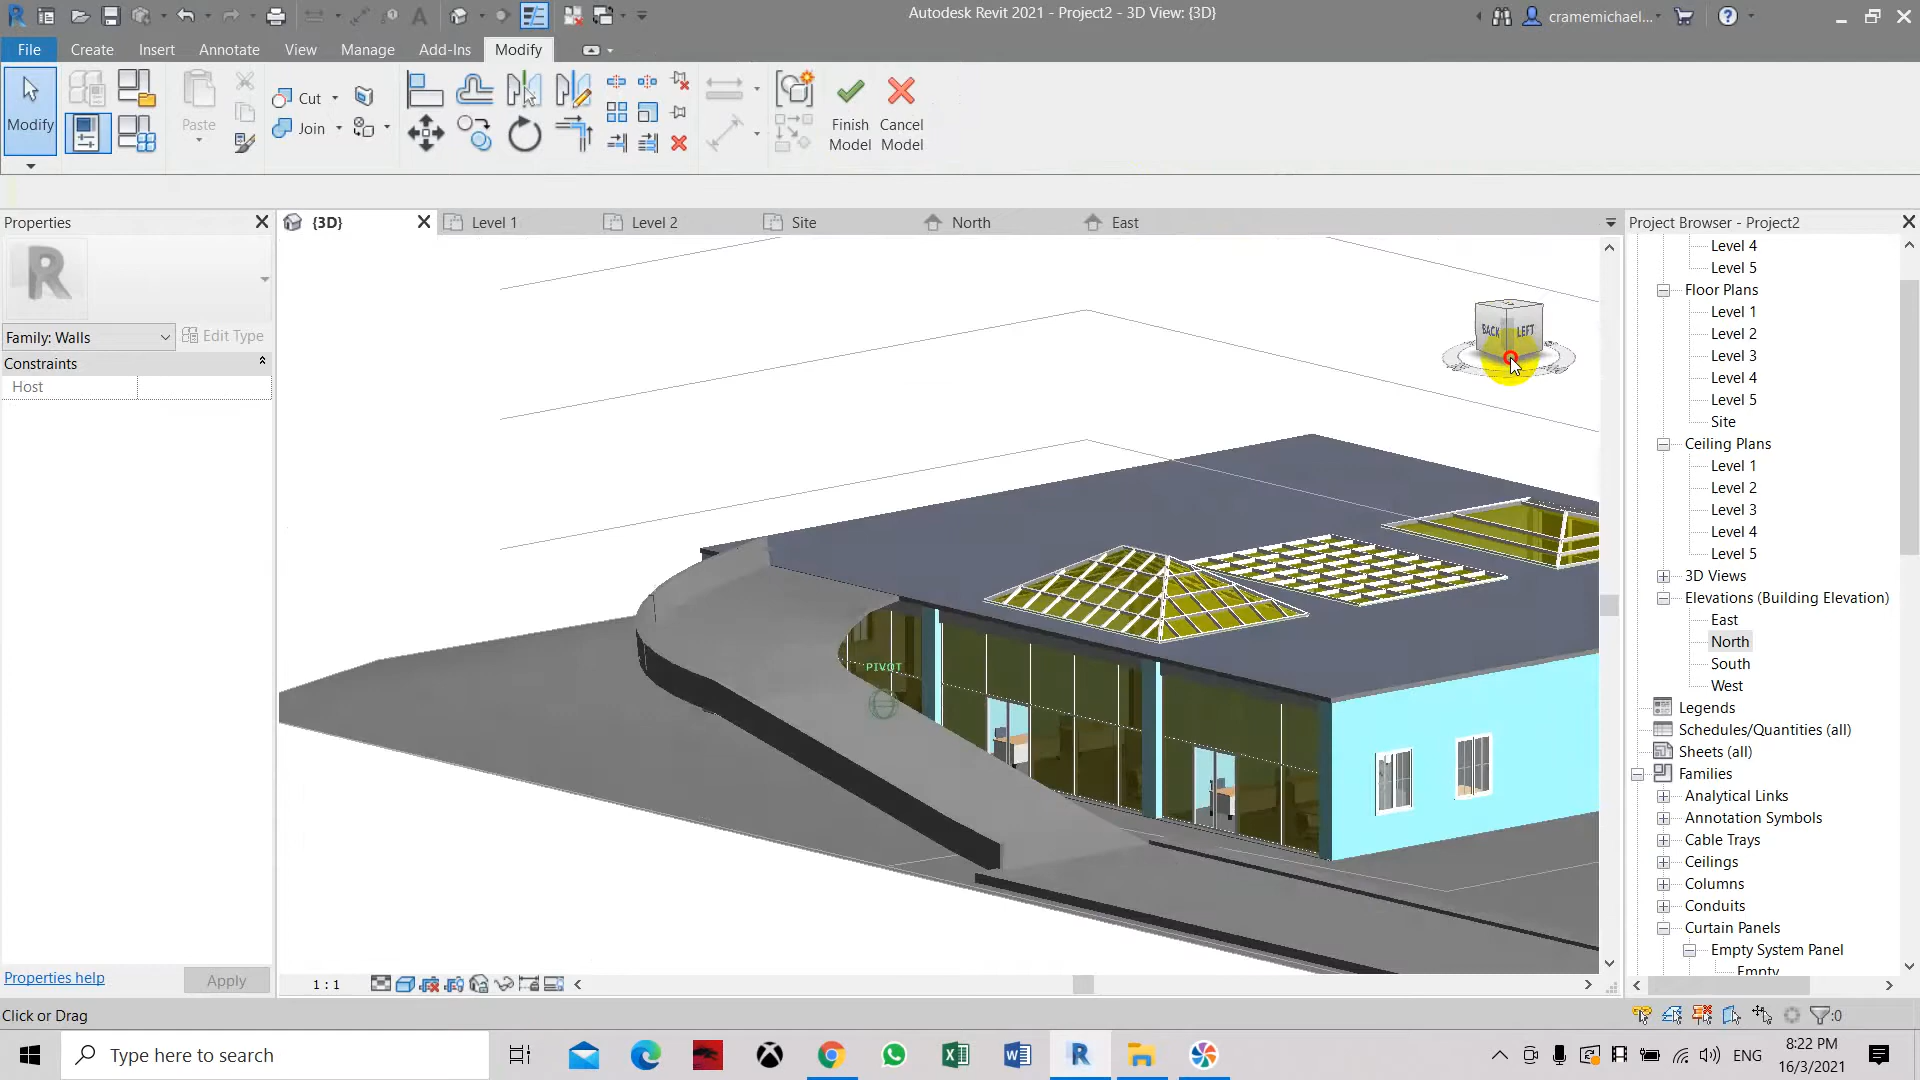 Autodesk Revit 2021 - Project2 - 3D View: {3D}
cramemichael...
File
Create
Insert
Annotate
View
Manage
Add-Ins
Modify
Modify
Paste
Cut
Join
Finish Model
Cancel Model
Properties
{3D}
Level 1
Level 2
Site
North
East
Project Browser - Project2
R
Family: Walls
Edit Type
Constraints
Host
BACK
LEFT
PIVOT
Level 4
Level 5
Floor Plans
Level 1
Level 2
Level 3
Level 4
Level 5
Site
Ceiling Plans
Level 1
Level 2
Level 3
Level 4
Level 5
3D Views
Elevations (Building Elevation)
East
North
South
West
Legends
Schedules/Quantities (all)
Sheets (all)
Families
Analytical Links
Annotation Symbols
Cable Trays
Ceilings
Columns
Conduits
Curtain Panels
Empty System Panel
Empty
Properties help
Apply
1 : 1
Click or Drag
:0
Type here to search
ENG
8:22 PM
16/3/2021